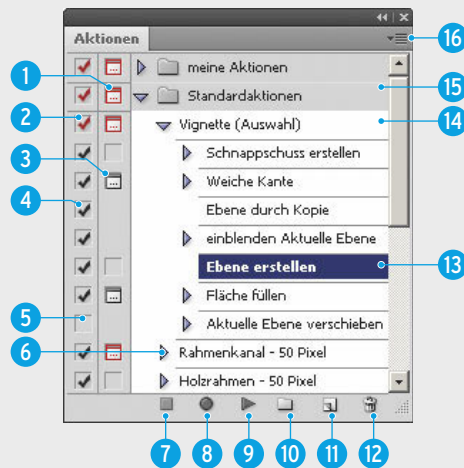 Aktionen
16
1
meine Aktionen
Standardaktionen
15
2
Vignette (Auswahl)
14
3
Schnappschuss erstellen
Weiche Kante
4
Ebene durch Kopie
einblenden Aktuelle Ebene
Ebene erstellen
13
Fläche füllen
5
Aktuelle Ebene verschieben
6
Rahmenkanal - 50 Pixel
Holzrahmen - 50 Pixel
7 8 9 10 11 12